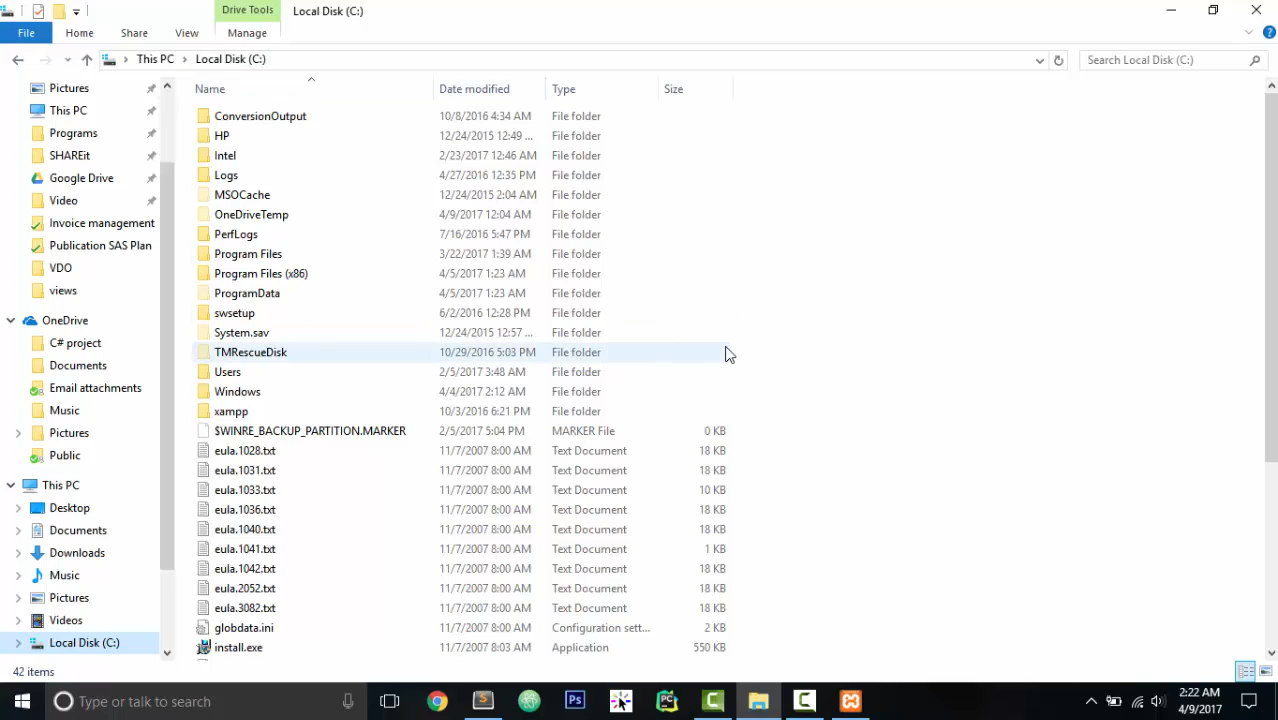 Drive Tools
Local Disk (C:)
File
Home
Share
View
Manage
This PC
Local Disk (C:)
Search Local Disk (C:)
Pictures
This PC
Programs
SHAREit
Google Drive
Video
Invoice management
Publication SAS Plan
VDO
views
OneDrive
C# project
Documents
Email attachments
Music
Pictures
Public
This PC
Desktop
Documents
Downloads
Music
Pictures
Videos
Local Disk (C:)
Name Date modified Type Size
ConversionOutput 10/8/2016 4:34 AM File folder
HP 12/24/2015 12:49 ... File folder
Intel 2/23/2017 12:46 AM File folder
Logs 4/27/2016 12:35 PM File folder
MSOCache 12/24/2015 2:04 AM File folder
OneDriveTemp 4/9/2017 12:04 AM File folder
PerfLogs 7/16/2016 5:47 PM File folder
Program Files 3/22/2017 1:39 AM File folder
Program Files (x86) 4/5/2017 1:23 AM File folder
ProgramData 4/5/2017 1:23 AM File folder
swsetup 6/2/2016 12:28 PM File folder
System.sav 12/24/2015 12:57 ... File folder
TMRescueDisk 10/29/2016 5:03 PM File folder
Users 2/5/2017 3:48 AM File folder
Windows 4/4/2017 2:12 AM File folder
xampp 10/3/2016 6:21 PM File folder
$WINRE_BACKUP_PARTITION.MARKER 2/5/2017 5:04 PM MARKER File 0 KB
eula.1028.txt 11/7/2007 8:00 AM Text Document 18 KB
eula.1031.txt 11/7/2007 8:00 AM Text Document 18 KB
eula.1033.txt 11/7/2007 8:00 AM Text Document 10 KB
eula.1036.txt 11/7/2007 8:00 AM Text Document 18 KB
eula.1040.txt 11/7/2007 8:00 AM Text Document 18 KB
eula.1041.txt 11/7/2007 8:00 AM Text Document 1 KB
eula.1042.txt 11/7/2007 8:00 AM Text Document 18 KB
eula.2052.txt 11/7/2007 8:00 AM Text Document 18 KB
eula.3082.txt 11/7/2007 8:00 AM Text Document 18 KB
globdata.ini 11/7/2007 8:00 AM Configuration sett... 2 KB
install.exe 11/7/2007 8:03 AM Application 550 KB
42 items
Type or talk to search
2:22 AM
4/9/2017